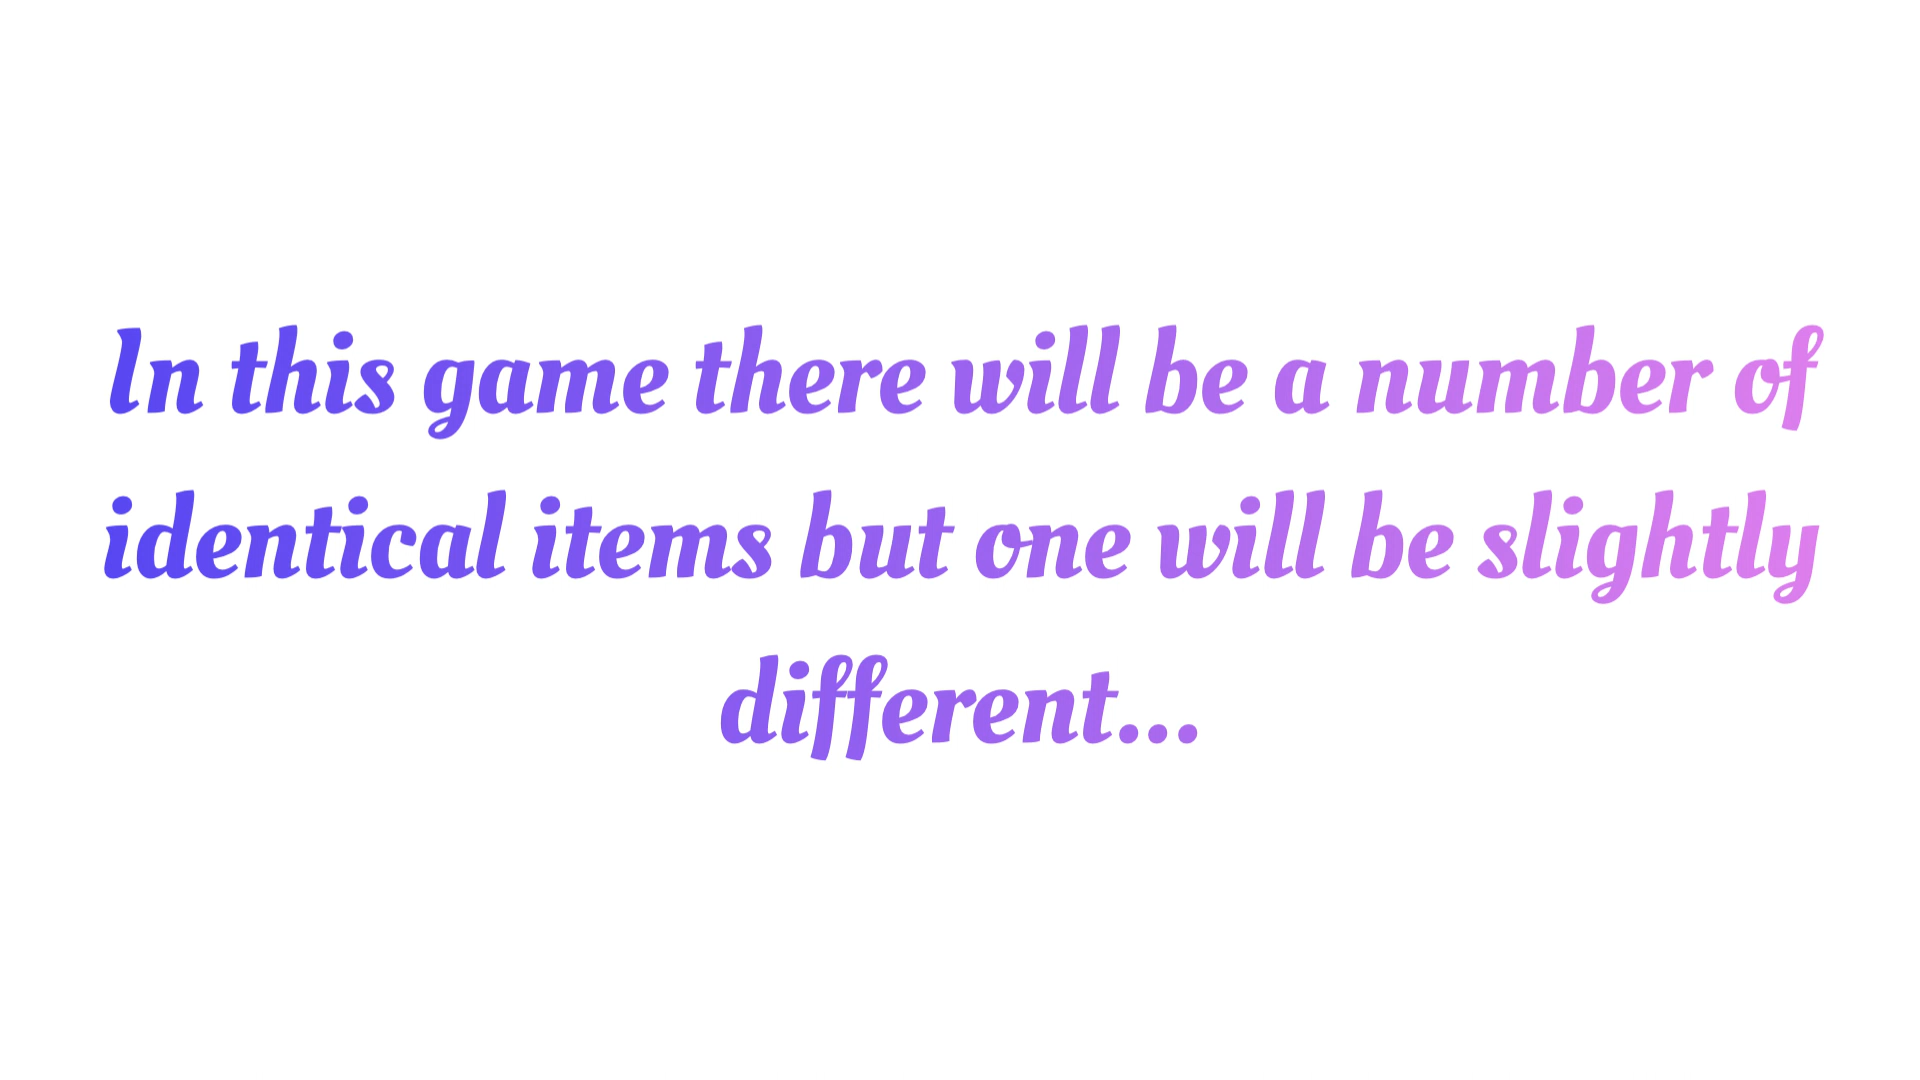 In this game there will be a number of
identical items but one will be slightly
different...